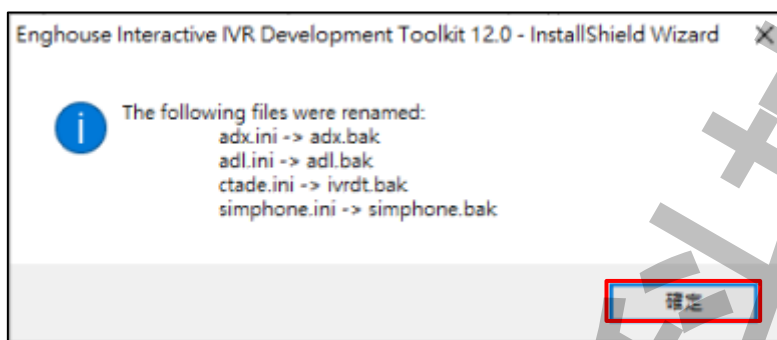 Enghouse Interactive IVR Development Toolkit 12.0 - InstallShield Wizard
The following files were renamed:
adx.ini -> adx.bak
adl.ini -> adl.bak
ctade.ini -> ivrdt.bak
simphone.ini -> simphone.bak
確定